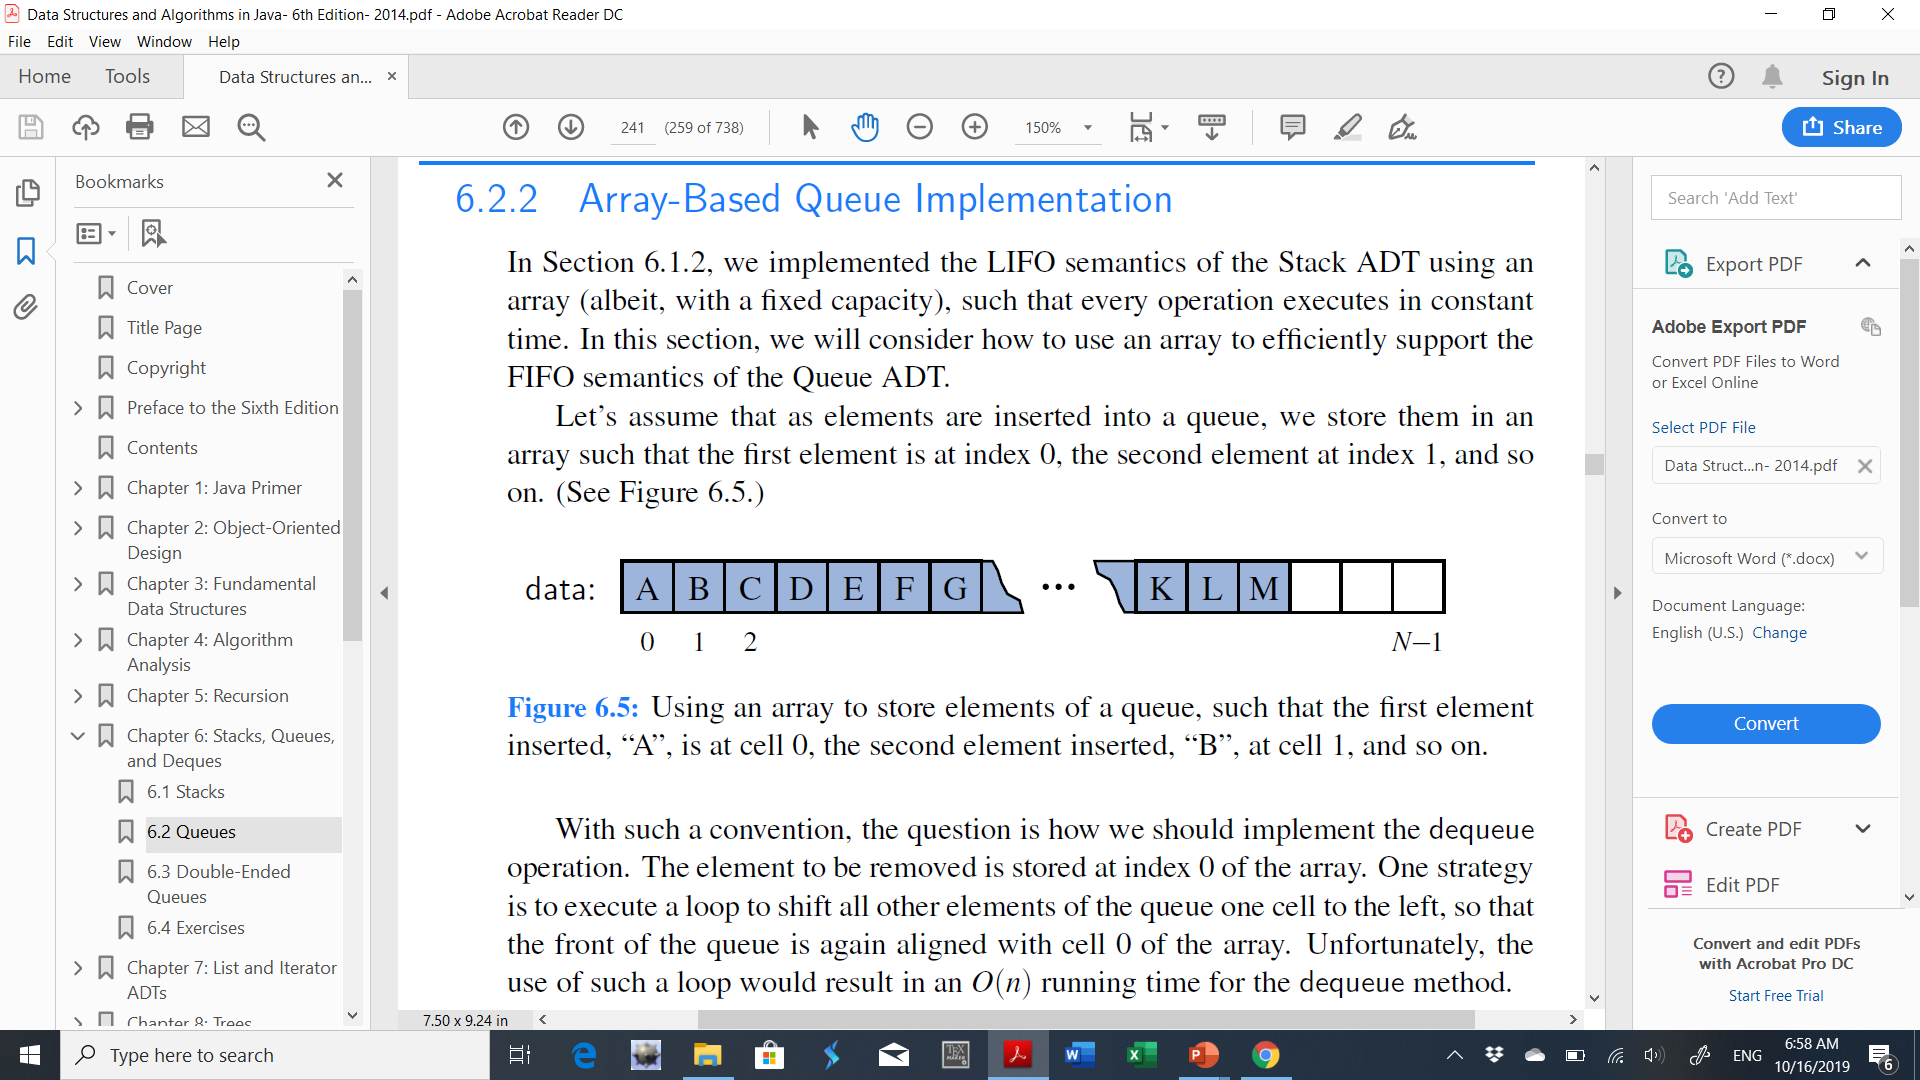 Data Structures and Algorithms in Java- 6th Edition- 2014.pdf - Adobe Acrobat Reader DC
File Edit View Window Help
Home Tools Data Structures an... Sign In
241 (259 of 738) 150% Share
Bookmarks
Cover
Title Page
Copyright
Preface to the Sixth Edition
Contents
Chapter 1: Java Primer
Chapter 2: Object-Oriented
Design
Chapter 3: Fundamental
Data Structures
Chapter 4: Algorithm
Analysis
Chapter 5: Recursion
Chapter 6: Stacks, Queues,
and Deques
6.1 Stacks
6.2 Queues
6.3 Double-Ended
Queues
6.4 Exercises
Chapter 7: List and Iterator
ADTs
Chapter 8: Trees
6.2.2 Array-Based Queue Implementation
In Section 6.1.2, we implemented the LIFO semantics of the Stack ADT using an
array (albeit, with a fixed capacity), such that every operation executes in constant
time. In this section, we will consider how to use an array to efficiently support the
FIFO semantics of the Queue ADT.
Let’s assume that as elements are inserted into a queue, we store them in an
array such that the first element is at index 0, the second element at index 1, and so
on. (See Figure 6.5.)
data: A B C D E F G ··· K L M
0 1 2 N−1
Figure 6.5: Using an array to store elements of a queue, such that the first element
inserted, “A”, is at cell 0, the second element inserted, “B”, at cell 1, and so on.
With such a convention, the question is how we should implement the dequeue
operation. The element to be removed is stored at index 0 of the array. One strategy
is to execute a loop to shift all other elements of the queue one cell to the left, so that
the front of the queue is again aligned with cell 0 of the array. Unfortunately, the
use of such a loop would result in an O(n) running time for the dequeue method.
7.50 x 9.24 in
Search 'Add Text'
Export PDF
Adobe Export PDF
Convert PDF Files to Word
or Excel Online
Select PDF File
Data Struct...n- 2014.pdf
Convert to
Microsoft Word (*.docx)
Document Language:
English (U.S.) Change
Convert
Create PDF
Edit PDF
Convert and edit PDFs
with Acrobat Pro DC
Start Free Trial
Type here to search
ENG
6:58 AM
10/16/2019
6